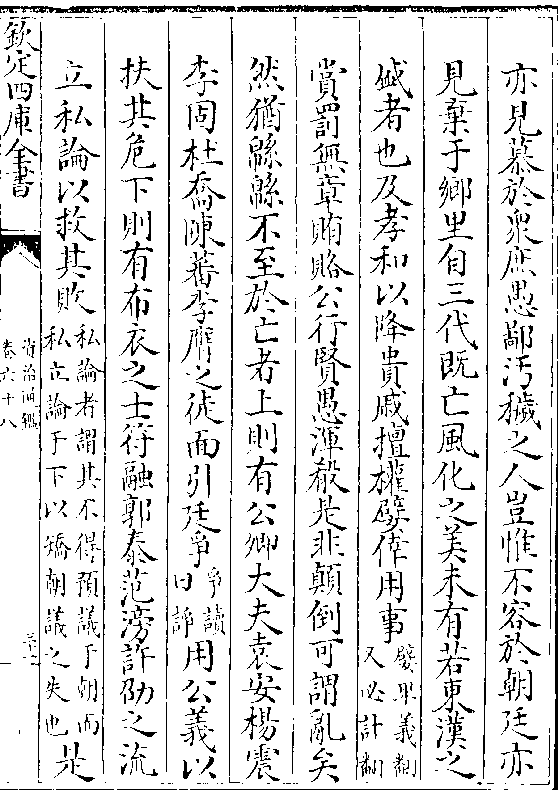 亦見慕於衆庶愚鄙汚穢之人豈惟不容於朝廷亦
見棄于鄉里自三代旣亡風化之美未有若東漢之
盛者也及孝和以降貴戚擅權嬖倖用事嬖畀義翻
又必計翻
賞罰無章賄賂公行賢愚渾殽是非顛倒可謂亂矣
然猶緜緜不至於亡者上則有公卿大夫袁安楊震
李固杜喬陳蕃李膺之徒面引廷爭爭讀
曰諍用公義以
扶其危下則有布衣之士符融郭泰范滂許劭之流
立私論以救其敗私論者謂其不得預議于朝而
私立論于下以矯朝議之失也是
欽定四庫全書
資治通鑑
卷六十八